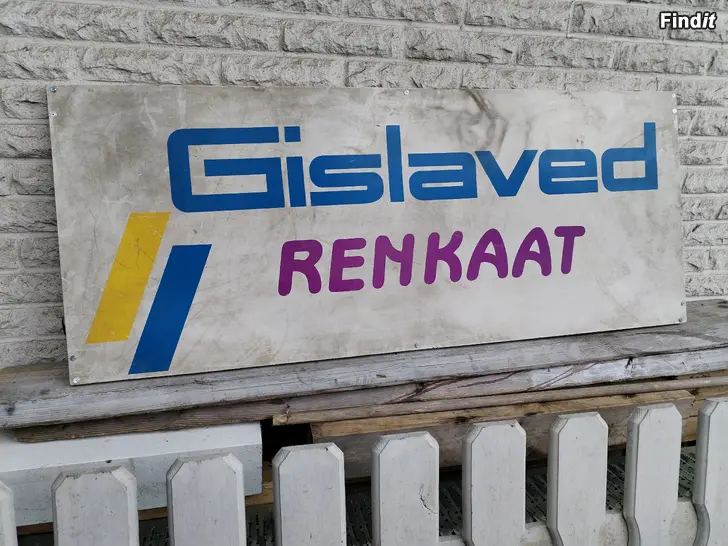 Findit
Gislaved
RENKAAT